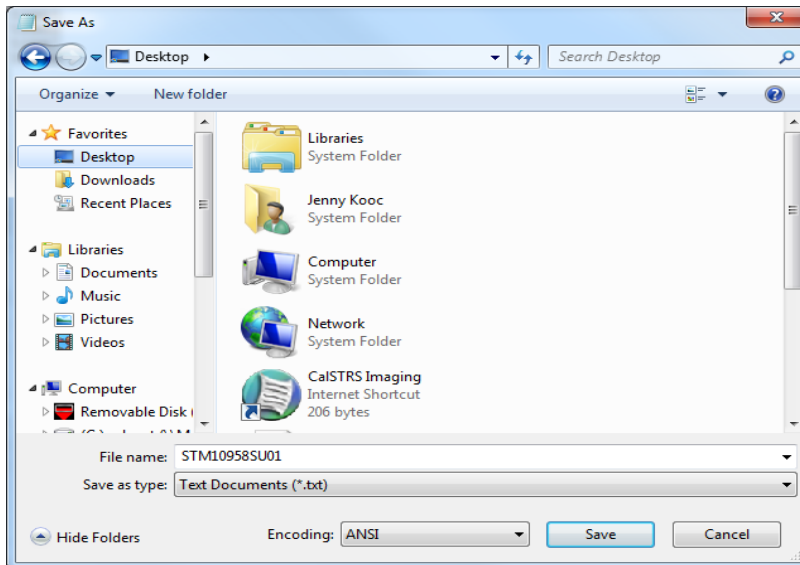 Save As
Desktop
Search Desktop
Organize New folder
Favorites
Desktop
Downloads
Recent Places
Libraries
Documents
Music
Pictures
Videos
Computer
Removable Disk (
Libraries
System Folder
Jenny Kooc
System Folder
Computer
System Folder
Network
System Folder
CalSTRS Imaging
Internet Shortcut
206 bytes
File name: STM10958SU01
Save as type: Text Documents (*.txt)
Hide Folders Encoding: ANSI Save Cancel